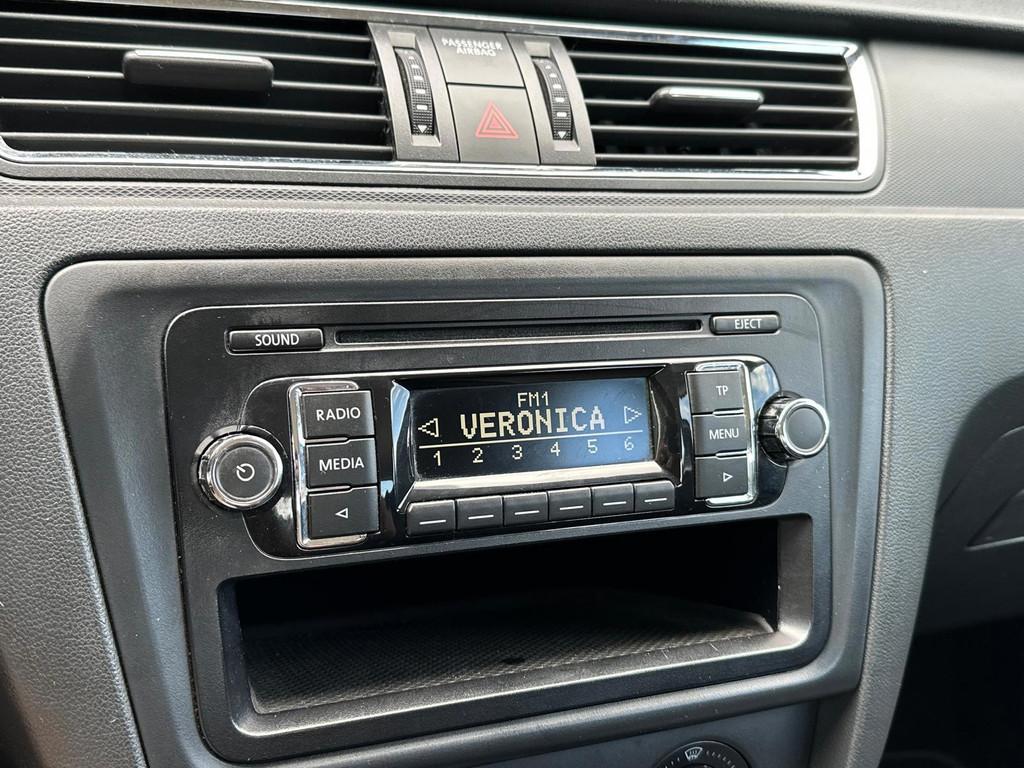 PASSENGER
AIRBAG
SOUND
EJECT
RADIO
MEDIA
FM1
VERONICA
1 2 3 4 5 6
TP
MENU